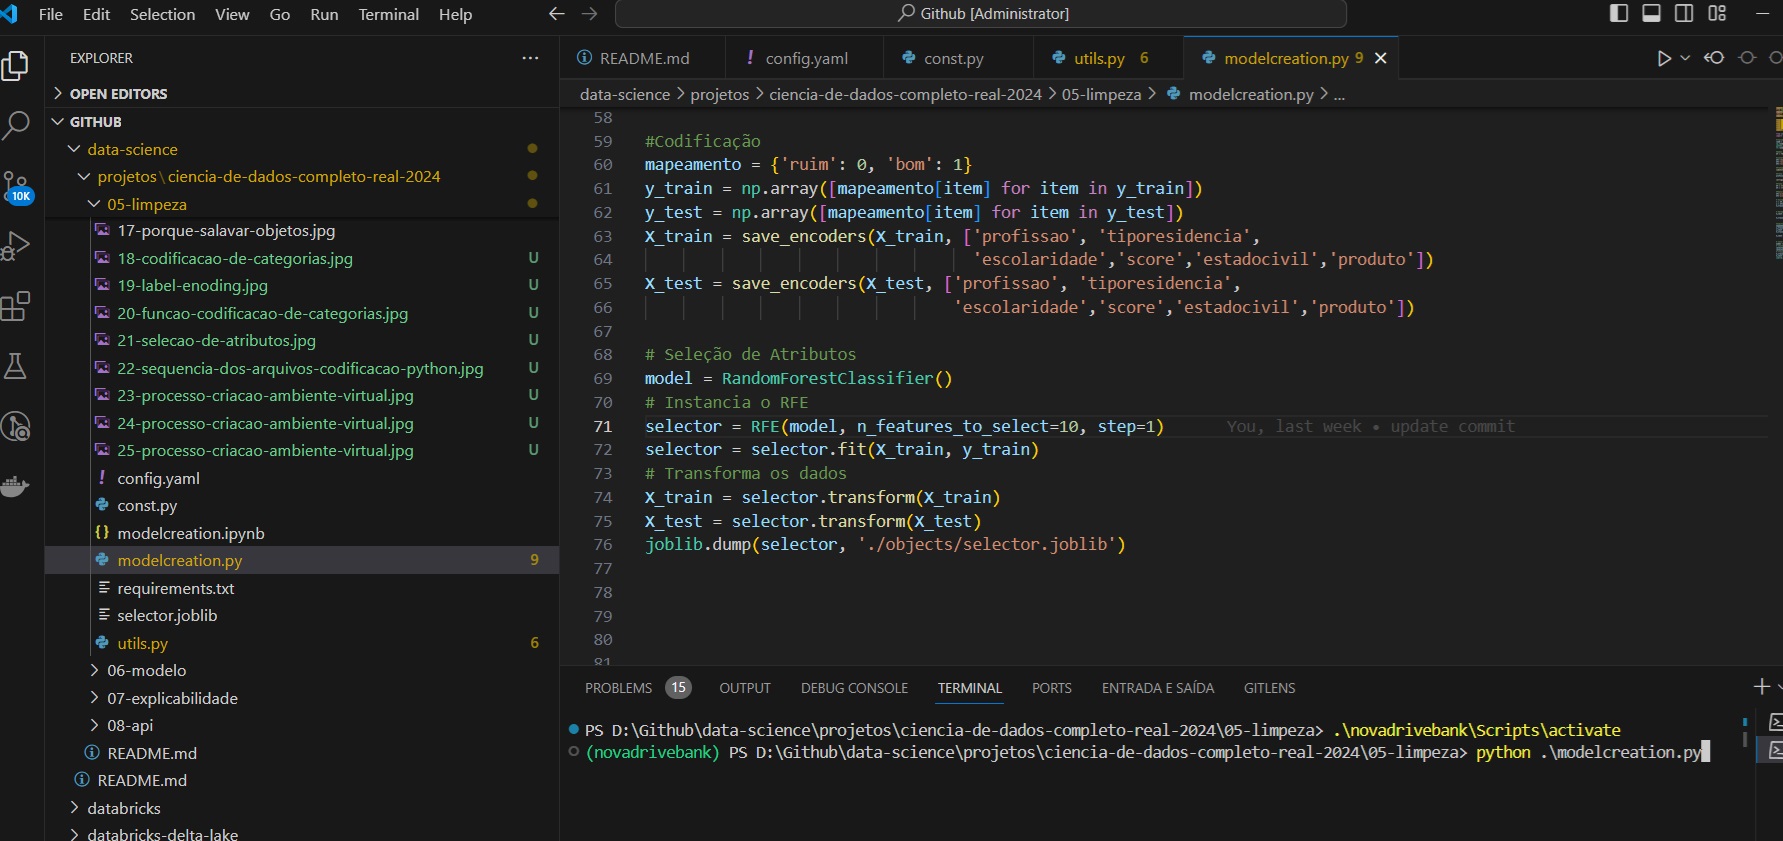 File Edit Selection View Go Run Terminal Help
Github [Administrator]
EXPLORER
OPEN EDITORS
GITHUB
data-science
projetos\ciencia-de-dados-completo-real-2024
05-limpeza
17-porque-salavar-objetos.jpg
18-codificacao-de-categorias.jpg U
19-label-enoding.jpg U
20-funcao-codificacao-de-categorias.jpg U
21-selecao-de-atributos.jpg U
22-sequencia-dos-arquivos-codificacao-python.jpg U
23-processo-criacao-ambiente-virtual.jpg U
24-processo-criacao-ambiente-virtual.jpg U
25-processo-criacao-ambiente-virtual.jpg U
! config.yaml
const.py
{} modelcreation.ipynb
modelcreation.py 9
requirements.txt
selector.joblib
utils.py 6
06-modelo
07-explicabilidade
08-api
README.md
README.md
databricks
databricks-delta-lake
10K
README.md ! config.yaml const.py utils.py 6 modelcreation.py 9
data-science > projetos > ciencia-de-dados-completo-real-2024 > 05-limpeza > modelcreation.py > ...
58
59 #Codificação
60 mapeamento = {'ruim': 0, 'bom': 1}
61 y_train = np.array([mapeamento[item] for item in y_train])
62 y_test = np.array([mapeamento[item] for item in y_test])
63 X_train = save_encoders(X_train, ['profissao', 'tiporesidencia',
64 'escolaridade','score','estadocivil','produto'])
65 X_test = save_encoders(X_test, ['profissao', 'tiporesidencia',
66 'escolaridade','score','estadocivil','produto'])
67
68 # Seleção de Atributos
69 model = RandomForestClassifier()
70 # Instancia o RFE
71 selector = RFE(model, n_features_to_select=10, step=1) You, last week • update commit
72 selector = selector.fit(X_train, y_train)
73 # Transforma os dados
74 X_train = selector.transform(X_train)
75 X_test = selector.transform(X_test)
76 joblib.dump(selector, './objects/selector.joblib')
77
78
79
80
81
PROBLEMS 15 OUTPUT DEBUG CONSOLE TERMINAL PORTS ENTRADA E SAÍDA GITLENS
PS D:\Github\data-science\projetos\ciencia-de-dados-completo-real-2024\05-limpeza> .\novadrivebank\Scripts\activate
(novadrivebank) PS D:\Github\data-science\projetos\ciencia-de-dados-completo-real-2024\05-limpeza> python .\modelcreation.py